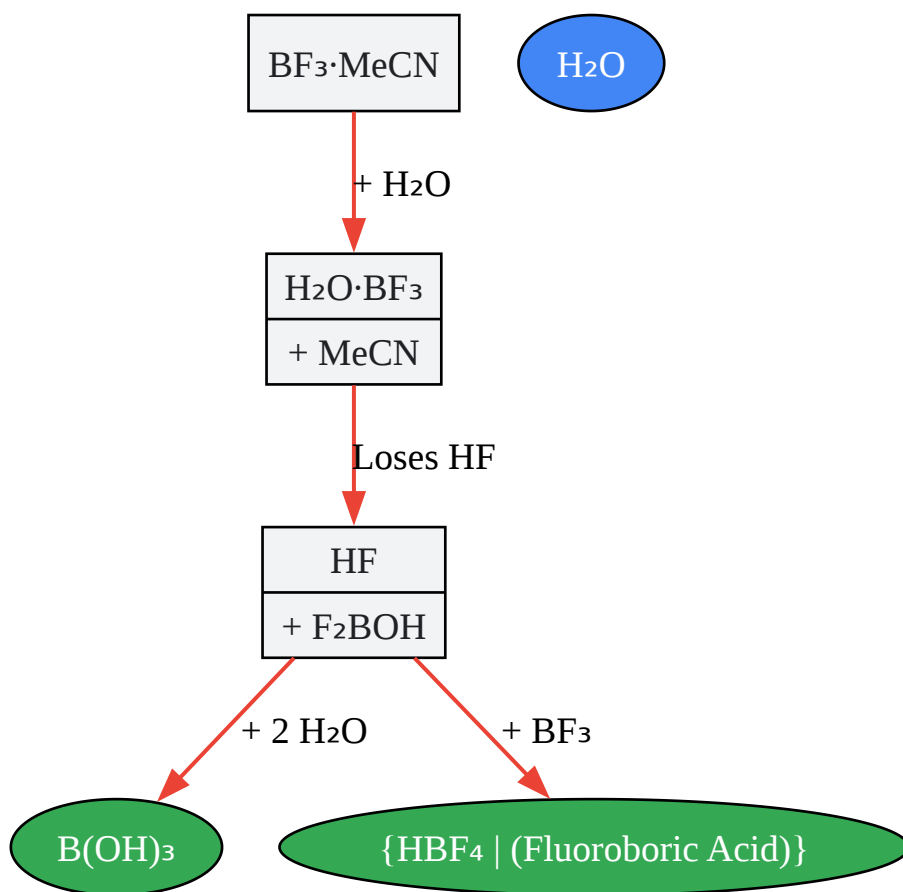 BF₃·MeCN
H₂O
+ H₂O
H₂O·BF₃
+ MeCN
Loses HF
HF
+ F₂BOH
+ 2 H₂O
+ BF₃
B(OH)₃
{HBF₄ | (Fluoroboric Acid)}